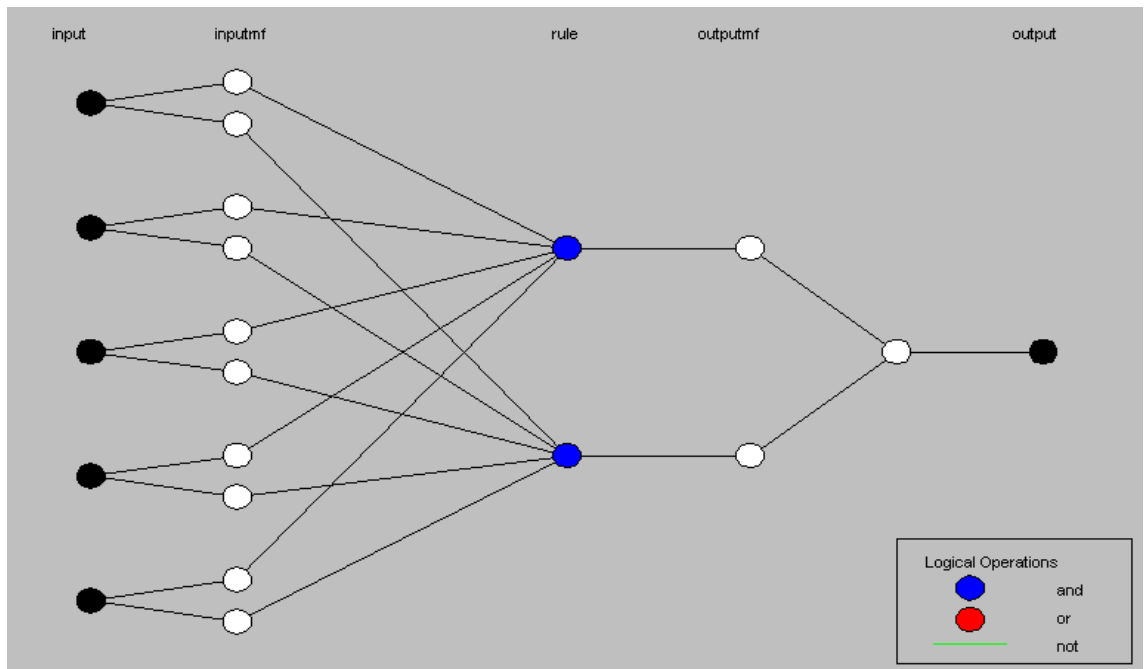 input inputmf rule outputmf output
Logical Operations
and
or
not